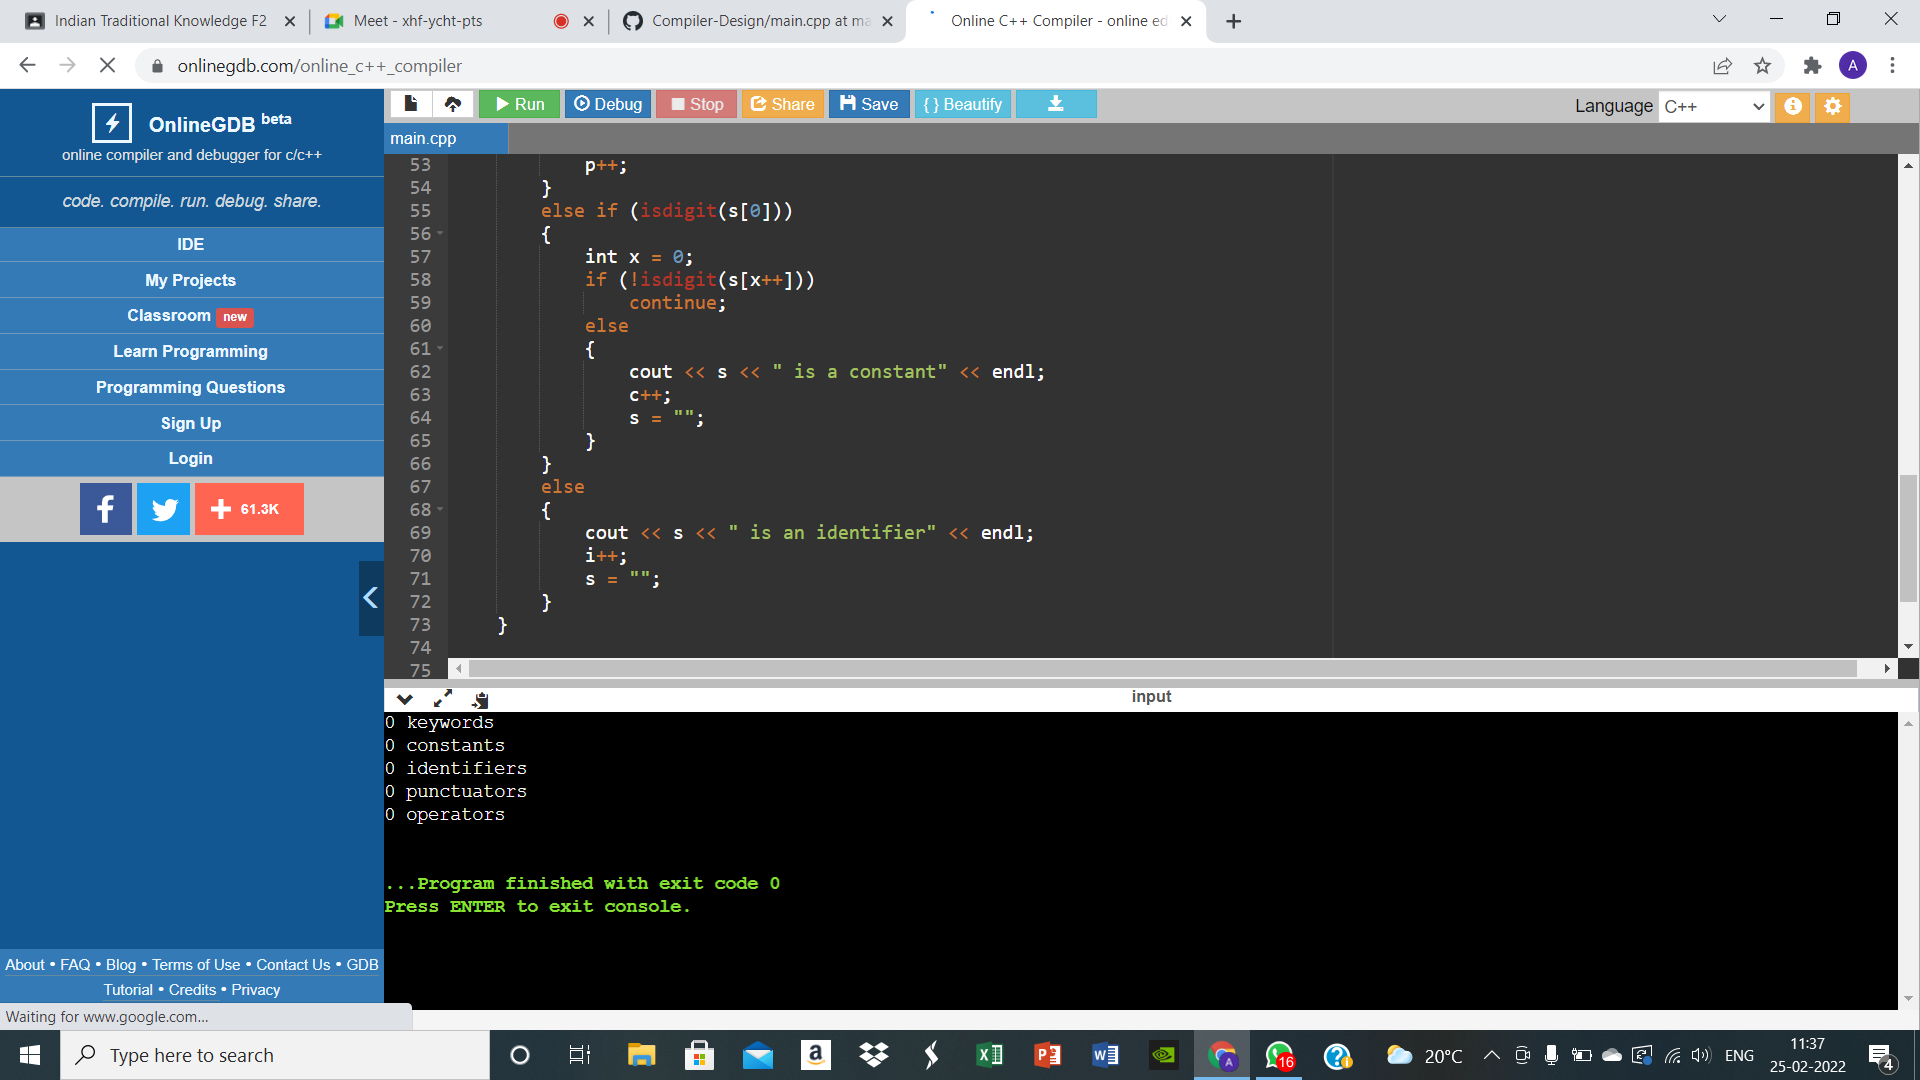 Indian Traditional Knowledge F2
Meet - xhf-ycht-pts
Compiler-Design/main.cpp at ma
Online C++ Compiler - online ed
onlinegdb.com/online_c++_compiler
A
OnlineGDB beta
online compiler and debugger for c/c++
code. compile. run. debug. share.
IDE
My Projects
Classroom new
Learn Programming
Programming Questions
Sign Up
Login
f
+ 61.3K
About • FAQ • Blog • Terms of Use • Contact Us • GDB
Tutorial • Credits • Privacy
Waiting for www.google.com...
Run Debug Stop Share Save { } Beautify
Language C++
main.cpp
53 p++;
54 }
55 else if (isdigit(s[0]))
56 {
57 int x = 0;
58 if (!isdigit(s[x++]))
59 continue;
60 else
61 {
62 cout << s << " is a constant" << endl;
63 c++;
64 s = "";
65 }
66 }
67 else
68 {
69 cout << s << " is an identifier" << endl;
70 i++;
71 s = "";
72 }
73 }
74
75
input
0 keywords
0 constants
0 identifiers
0 punctuators
0 operators
...Program finished with exit code 0
Press ENTER to exit console.
Type here to search
16
20°C
ENG
11:37
25-02-2022
4